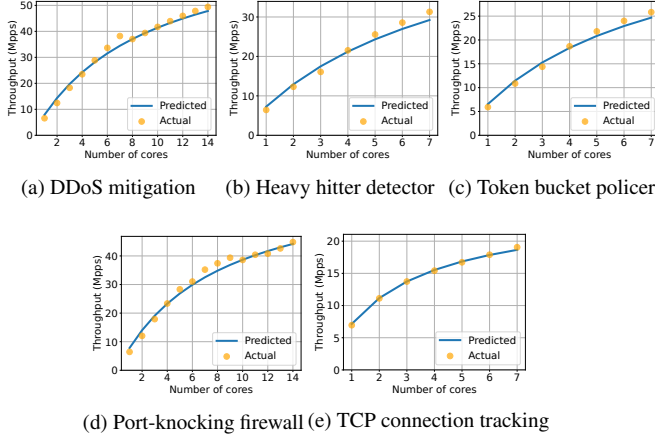 Throughput (Mpps)
50
40
30
20
10
0
2 4 6 8 10 12 14
Number of cores
Predicted
Actual
(a) DDoS mitigation
Throughput (Mpps)
30
20
10
0
1 2 3 4 5 6 7
Number of cores
Predicted
Actual
(b) Heavy hitter detector
Throughput (Mpps)
25
20
15
10
5
0
1 2 3 4 5 6 7
Number of cores
Predicted
Actual
(c) Token bucket policer
Throughput (Mpps)
40
30
20
10
0
2 4 6 8 10 12 14
Number of cores
Predicted
Actual
(d) Port-knocking firewall
Throughput (Mpps)
20
15
10
5
0
1 2 3 4 5 6 7
Number of cores
Predicted
Actual
(e) TCP connection tracking